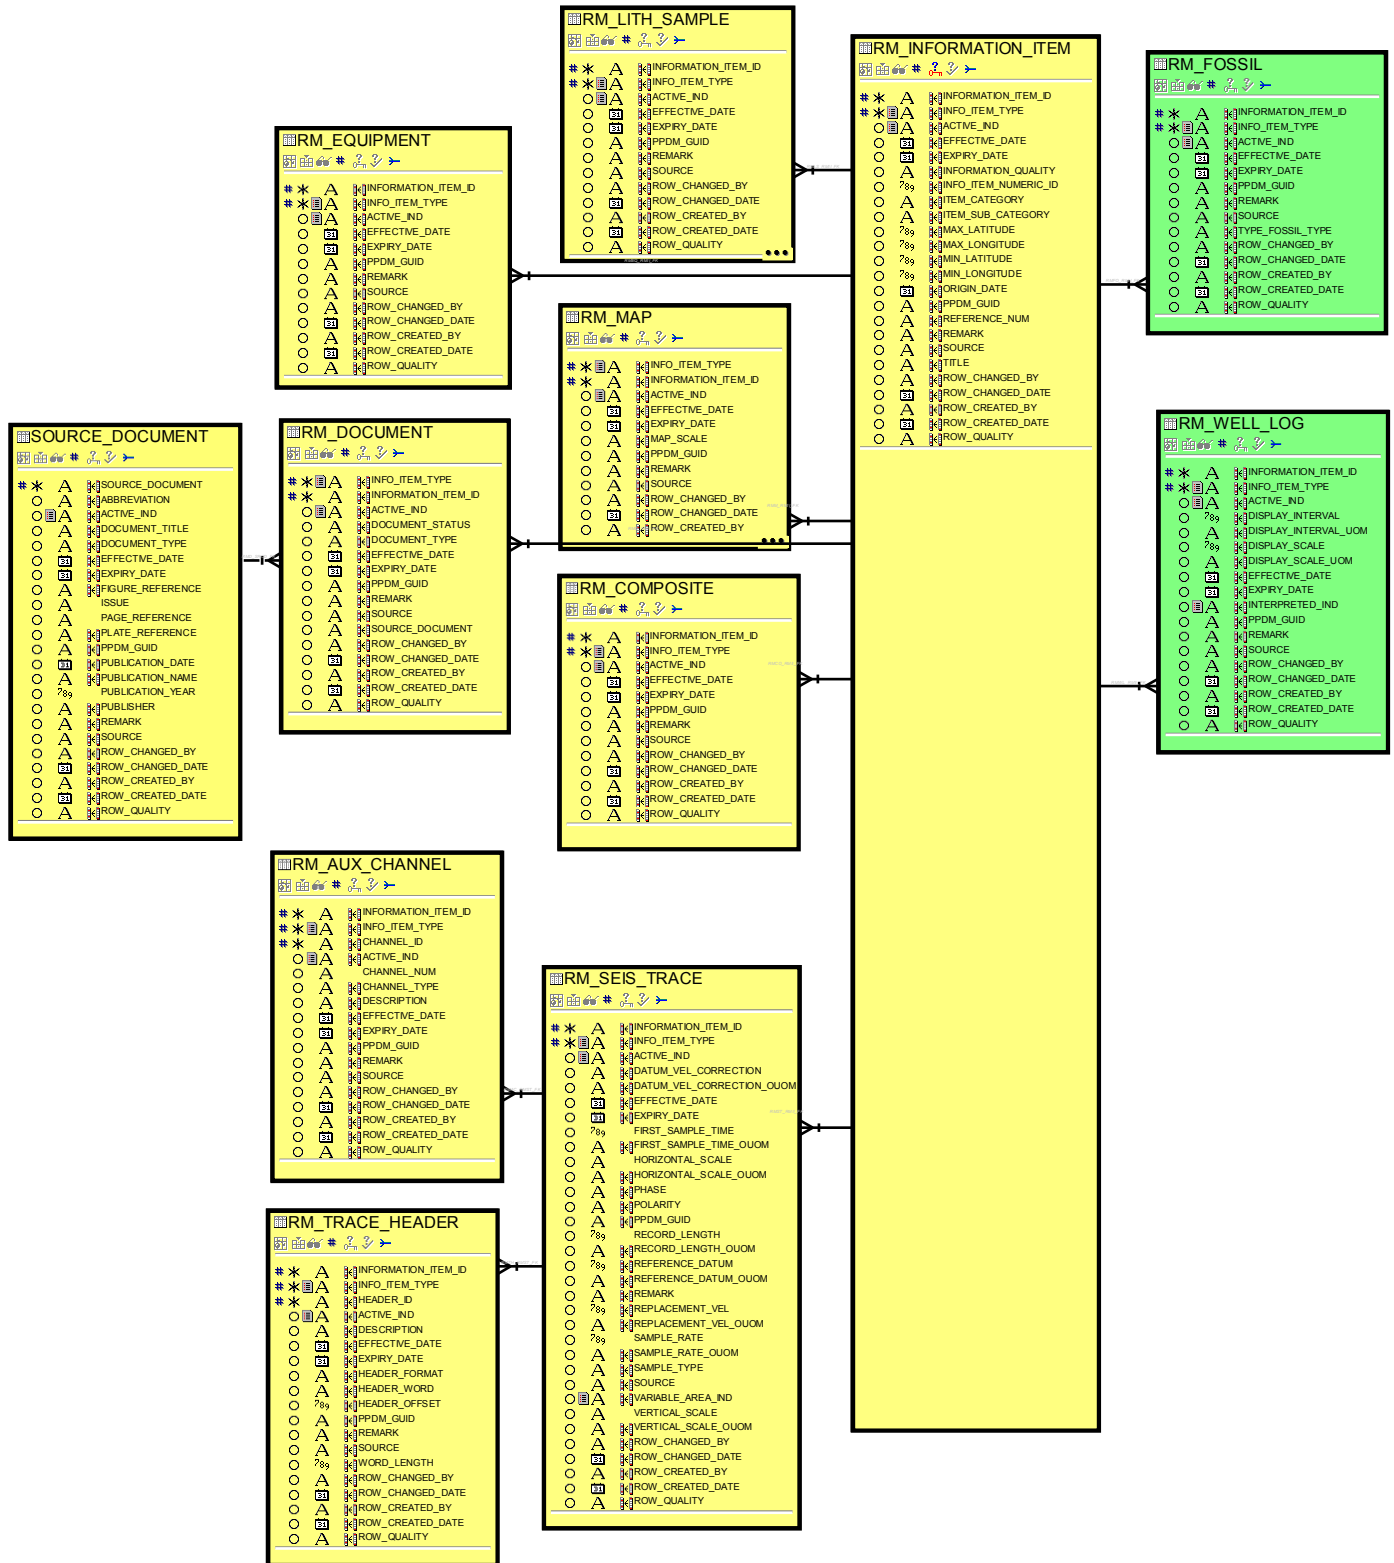 RM_LITH_SAMPLE
INFORMATION_ITEM_ID
INFO_ITEM_TYPE
ACTIVE_IND
EFFECTIVE_DATE
EXPIRY_DATE
PPDM_GUID
REMARK
SOURCE
ROW_CHANGED_BY
ROW_CHANGED_DATE
ROW_CREATED_BY
ROW_CREATED_DATE
ROW_QUALITY
RM_INFORMATION_ITEM
INFORMATION_ITEM_ID
INFO_ITEM_TYPE
ACTIVE_IND
EFFECTIVE_DATE
EXPIRY_DATE
INFORMATION_QUALITY
INFO_ITEM_NUMERIC_ID
ITEM_CATEGORY
ITEM_SUB_CATEGORY
MAX_LATITUDE
MAX_LONGITUDE
MIN_LATITUDE
MIN_LONGITUDE
ORIGIN_DATE
PPDM_GUID
REFERENCE_NUM
REMARK
SOURCE
TITLE
ROW_CHANGED_BY
ROW_CHANGED_DATE
ROW_CREATED_BY
ROW_CREATED_DATE
ROW_QUALITY
RM_FOSSIL
INFORMATION_ITEM_ID
INFO_ITEM_TYPE
ACTIVE_IND
EFFECTIVE_DATE
EXPIRY_DATE
PPDM_GUID
REMARK
SOURCE
TYPE_FOSSIL_TYPE
ROW_CHANGED_BY
ROW_CHANGED_DATE
ROW_CREATED_BY
ROW_CREATED_DATE
ROW_QUALITY
RM_EQUIPMENT
INFORMATION_ITEM_ID
INFO_ITEM_TYPE
ACTIVE_IND
EFFECTIVE_DATE
EXPIRY_DATE
PPDM_GUID
REMARK
SOURCE
ROW_CHANGED_BY
ROW_CHANGED_DATE
ROW_CREATED_BY
ROW_CREATED_DATE
ROW_QUALITY
RM_MAP
INFO_ITEM_TYPE
INFORMATION_ITEM_ID
ACTIVE_IND
EFFECTIVE_DATE
EXPIRY_DATE
MAP_SCALE
PPDM_GUID
REMARK
SOURCE
ROW_CHANGED_BY
ROW_CHANGED_DATE
ROW_CREATED_BY
SOURCE_DOCUMENT
SOURCE_DOCUMENT
ABBREVIATION
ACTIVE_IND
DOCUMENT_TITLE
DOCUMENT_TYPE
EFFECTIVE_DATE
EXPIRY_DATE
FIGURE_REFERENCE
ISSUE
PAGE_REFERENCE
PLATE_REFERENCE
PPDM_GUID
PUBLICATION_DATE
PUBLICATION_NAME
PUBLICATION_YEAR
PUBLISHER
REMARK
SOURCE
ROW_CHANGED_BY
ROW_CHANGED_DATE
ROW_CREATED_BY
ROW_CREATED_DATE
ROW_QUALITY
RM_DOCUMENT
INFO_ITEM_TYPE
INFORMATION_ITEM_ID
ACTIVE_IND
DOCUMENT_STATUS
DOCUMENT_TYPE
EFFECTIVE_DATE
EXPIRY_DATE
PPDM_GUID
REMARK
SOURCE
SOURCE_DOCUMENT
ROW_CHANGED_BY
ROW_CHANGED_DATE
ROW_CREATED_BY
ROW_CREATED_DATE
ROW_QUALITY
RM_WELL_LOG
INFORMATION_ITEM_ID
INFO_ITEM_TYPE
ACTIVE_IND
DISPLAY_INTERVAL
DISPLAY_INTERVAL_UOM
DISPLAY_SCALE
DISPLAY_SCALE_UOM
EFFECTIVE_DATE
EXPIRY_DATE
INTERPRETED_IND
PPDM_GUID
REMARK
SOURCE
ROW_CHANGED_BY
ROW_CHANGED_DATE
ROW_CREATED_BY
ROW_CREATED_DATE
ROW_QUALITY
RM_COMPOSITE
INFORMATION_ITEM_ID
INFO_ITEM_TYPE
ACTIVE_IND
EFFECTIVE_DATE
EXPIRY_DATE
PPDM_GUID
REMARK
SOURCE
ROW_CHANGED_BY
ROW_CHANGED_DATE
ROW_CREATED_BY
ROW_CREATED_DATE
ROW_QUALITY
RM_AUX_CHANNEL
INFORMATION_ITEM_ID
INFO_ITEM_TYPE
CHANNEL_ID
ACTIVE_IND
CHANNEL_NUM
CHANNEL_TYPE
DESCRIPTION
EFFECTIVE_DATE
EXPIRY_DATE
PPDM_GUID
REMARK
SOURCE
ROW_CHANGED_BY
ROW_CHANGED_DATE
ROW_CREATED_BY
ROW_CREATED_DATE
ROW_QUALITY
RM_SEIS_TRACE
INFORMATION_ITEM_ID
INFO_ITEM_TYPE
ACTIVE_IND
DATUM_VEL_CORRECTION
DATUM_VEL_CORRECTION_OUOM
EFFECTIVE_DATE
EXPIRY_DATE
FIRST_SAMPLE_TIME
FIRST_SAMPLE_TIME_OUOM
HORIZONTAL_SCALE
HORIZONTAL_SCALE_OUOM
PHASE
POLARITY
PPDM_GUID
RECORD_LENGTH
RECORD_LENGTH_OUOM
REFERENCE_DATUM
REFERENCE_DATUM_OUOM
REMARK
REPLACEMENT_VEL
REPLACEMENT_VEL_OUOM
SAMPLE_RATE
SAMPLE_RATE_OUOM
SAMPLE_TYPE
SOURCE
VARIABLE_AREA_IND
VERTICAL_SCALE
VERTICAL_SCALE_OUOM
ROW_CHANGED_BY
ROW_CHANGED_DATE
ROW_CREATED_BY
ROW_CREATED_DATE
ROW_QUALITY
RM_TRACE_HEADER
INFORMATION_ITEM_ID
INFO_ITEM_TYPE
HEADER_ID
ACTIVE_IND
DESCRIPTION
EFFECTIVE_DATE
EXPIRY_DATE
HEADER_FORMAT
HEADER_WORD
HEADER_OFFSET
PPDM_GUID
REMARK
SOURCE
WORD_LENGTH
ROW_CHANGED_BY
ROW_CHANGED_DATE
ROW_CREATED_BY
ROW_CREATED_DATE
ROW_QUALITY